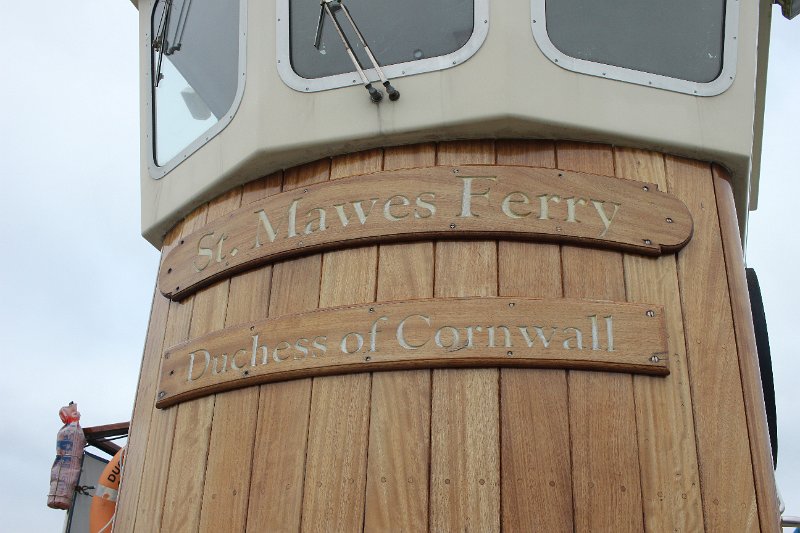 St. Mawes Ferry
Duchess of Cornwall